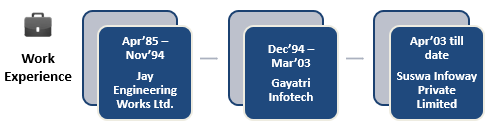 Work
Experience
Apr’85 –
Nov’94
Jay
Engineering
Works Ltd.
Dec’94 –
Mar’03
Gayatri
Infotech
Apr’03 till
date
Suswa Infoway
Private
Limited